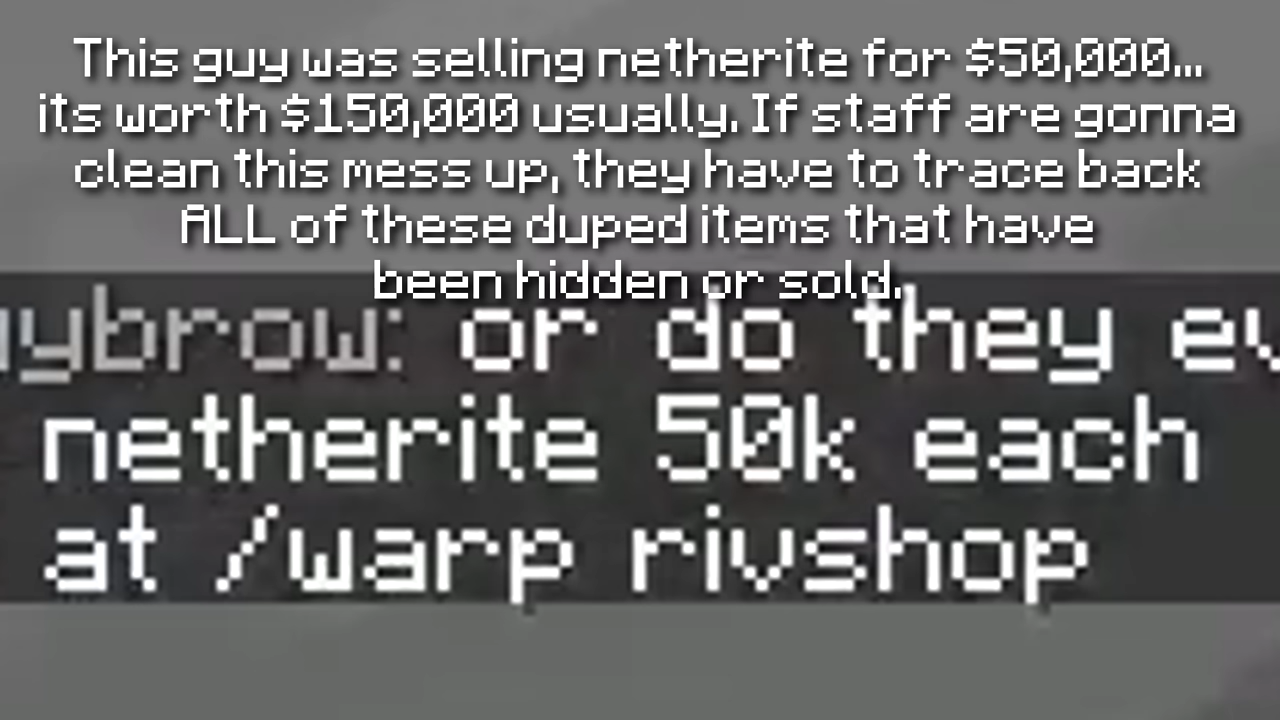 This guy was selling netherite for $50,000...
its worth $150,000 usually. If staff are gonna
clean this mess up, they have to trace back
ALL of these duped items that have
been hidden or sold.
or do they
netherite 50k each
at /warp rivshop